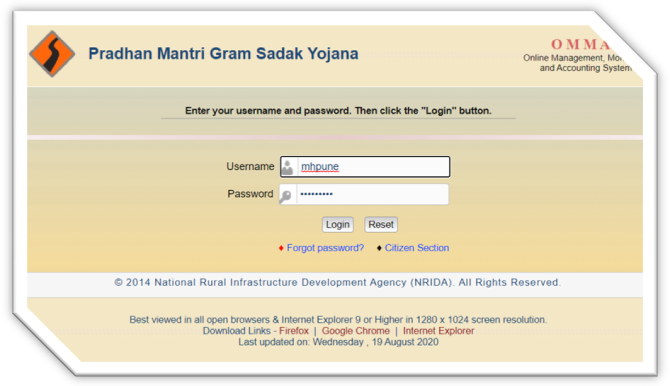 Pradhan Mantri Gram Sadak Yojana
OMMA
Online Management, Mo
and Accounting System
Enter your username and password. Then click the "Login" button.
Username mhpune
Password •••••••••
Login Reset
♦ Forgot password? ♦ Citizen Section
© 2014 National Rural Infrastructure Development Agency (NRIDA). All Rights Reserved.
Best viewed in all open browsers & Internet Explorer 9 or Higher in 1280 x 1024 screen resolution.
Download Links - Firefox | Google Chrome | Internet Explorer
Last updated on: Wednesday , 19 August 2020